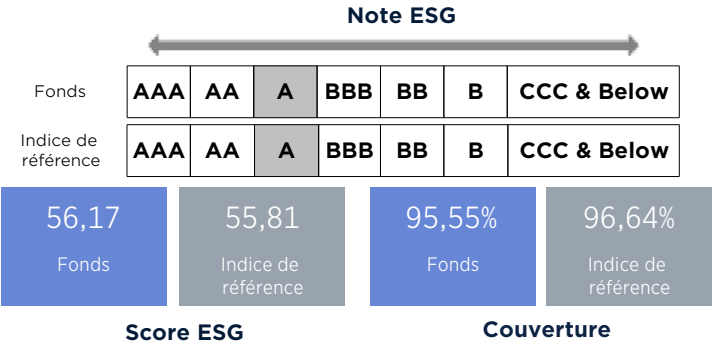 Note ESG
Fonds
AAA AA A BBB BB B CCC & Below
Indice de
référence
AAA AA A BBB BB B CCC & Below
56,17
Fonds
55,81
Indice de
référence
95,55%
Fonds
96,64%
Indice de
référence
Score ESG
Couverture